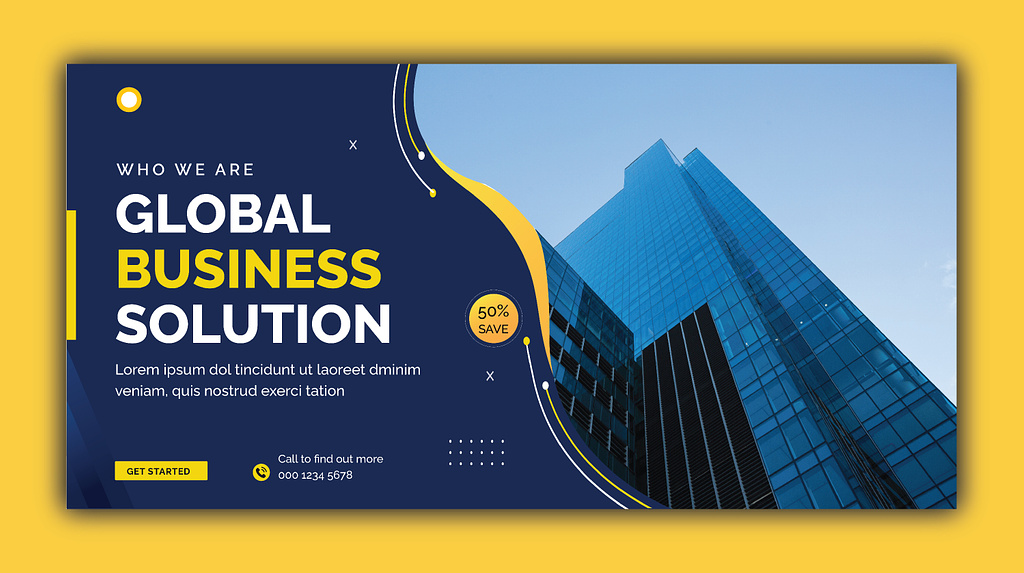 X
WHO WE ARE
GLOBAL
BUSINESS
SOLUTION
50%
SAVE
Lorem ipsum dol tincidunt ut laoreet dminim
veniam, quis nostrud exerci tation
X
GET STARTED
Call to find out more
000 1234 5678